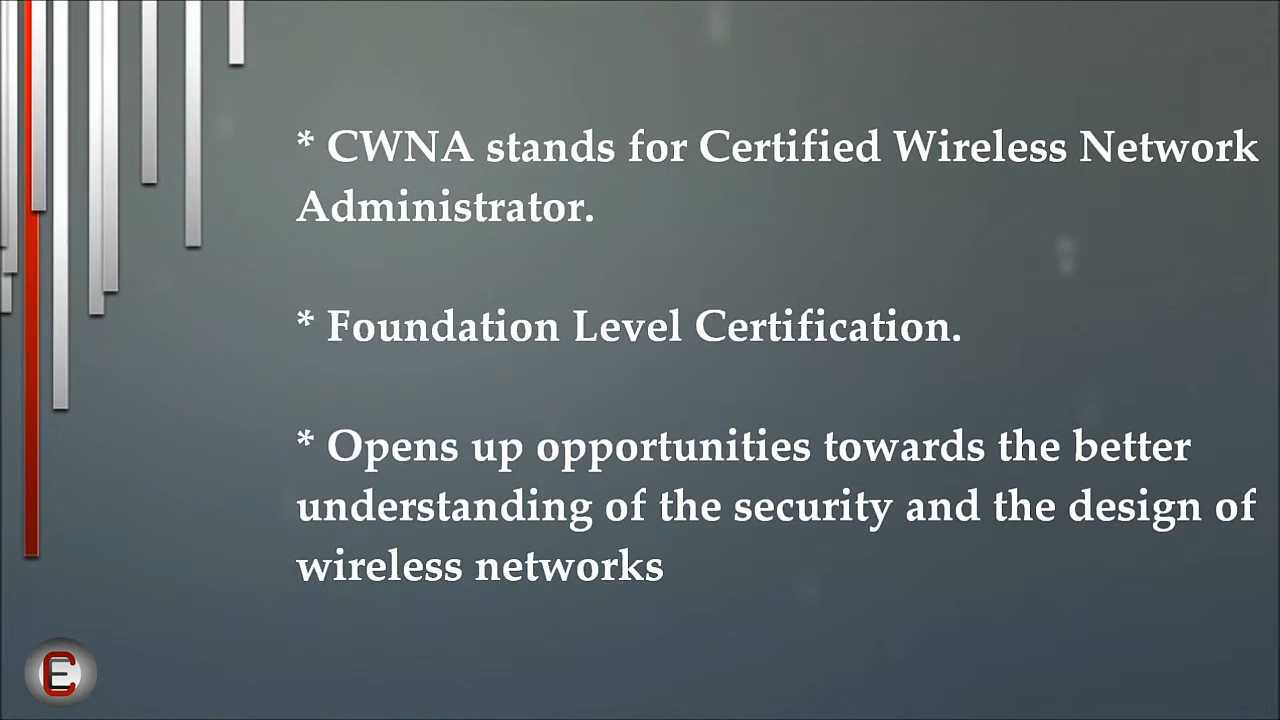 * CWNA stands for Certified Wireless Network
Administrator.
* Foundation Level Certification.
* Opens up opportunities towards the better
understanding of the security and the design of
wireless networks
CE